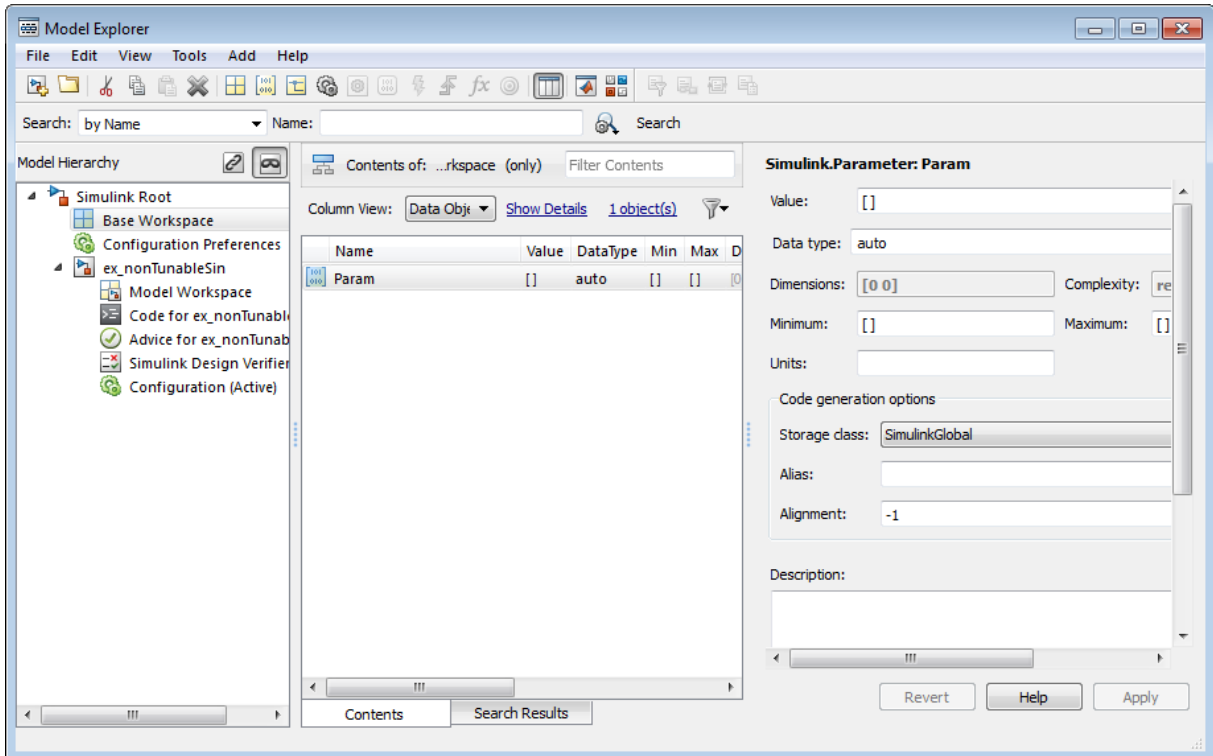 Model Explorer
File Edit View Tools Add Help
Search: by Name Name: Search
Model Hierarchy
Simulink Root
Base Workspace
Configuration Preferences
ex_nonTunableSin
Model Workspace
Code for ex_nonTunabl
Advice for ex_nonTunab
Simulink Design Verifier
Configuration (Active)
Contents of: ...rkspace (only) Filter Contents
Column View: Data Obje Show Details 1 object(s)
Name Value DataType Min Max D
Param [] auto [] [] [0
Contents Search Results
Simulink.Parameter: Param
Value: []
Data type: auto
Dimensions: [0 0] Complexity: re
Minimum: [] Maximum: []
Units:
Code generation options
Storage class: SimulinkGlobal
Alias:
Alignment: -1
Description:
Revert Help Apply